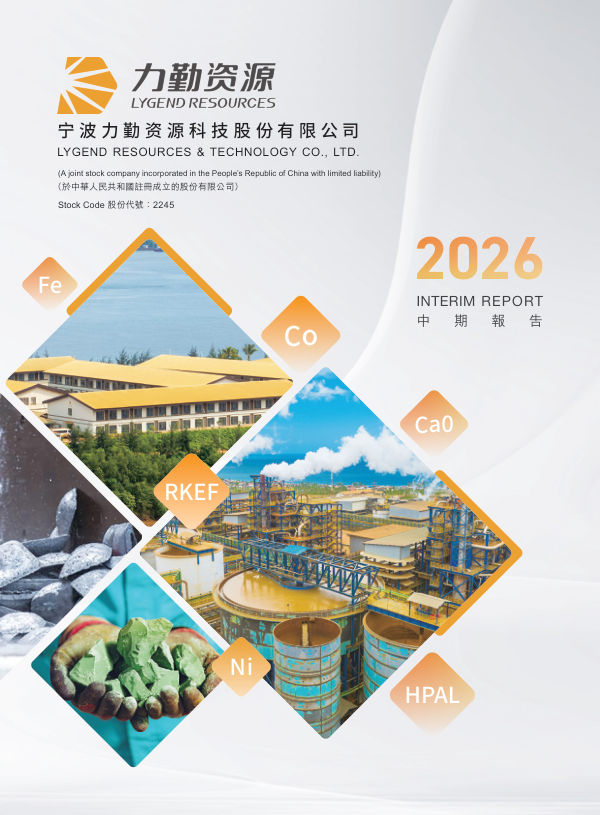 力勤资源
LYGEND RESOURCES
宁波力勤资源科技股份有限公司
LYGEND RESOURCES & TECHNOLOGY CO., LTD.
(A joint stock company incorporated in the People's Republic of China with limited liability)
（於中華人民共和國註冊成立的股份有限公司）
Stock Code 股份代號：2245
2026
INTERIM REPORT
中期報告
Fe
Co
Ca0
RKEF
Ni
HPAL